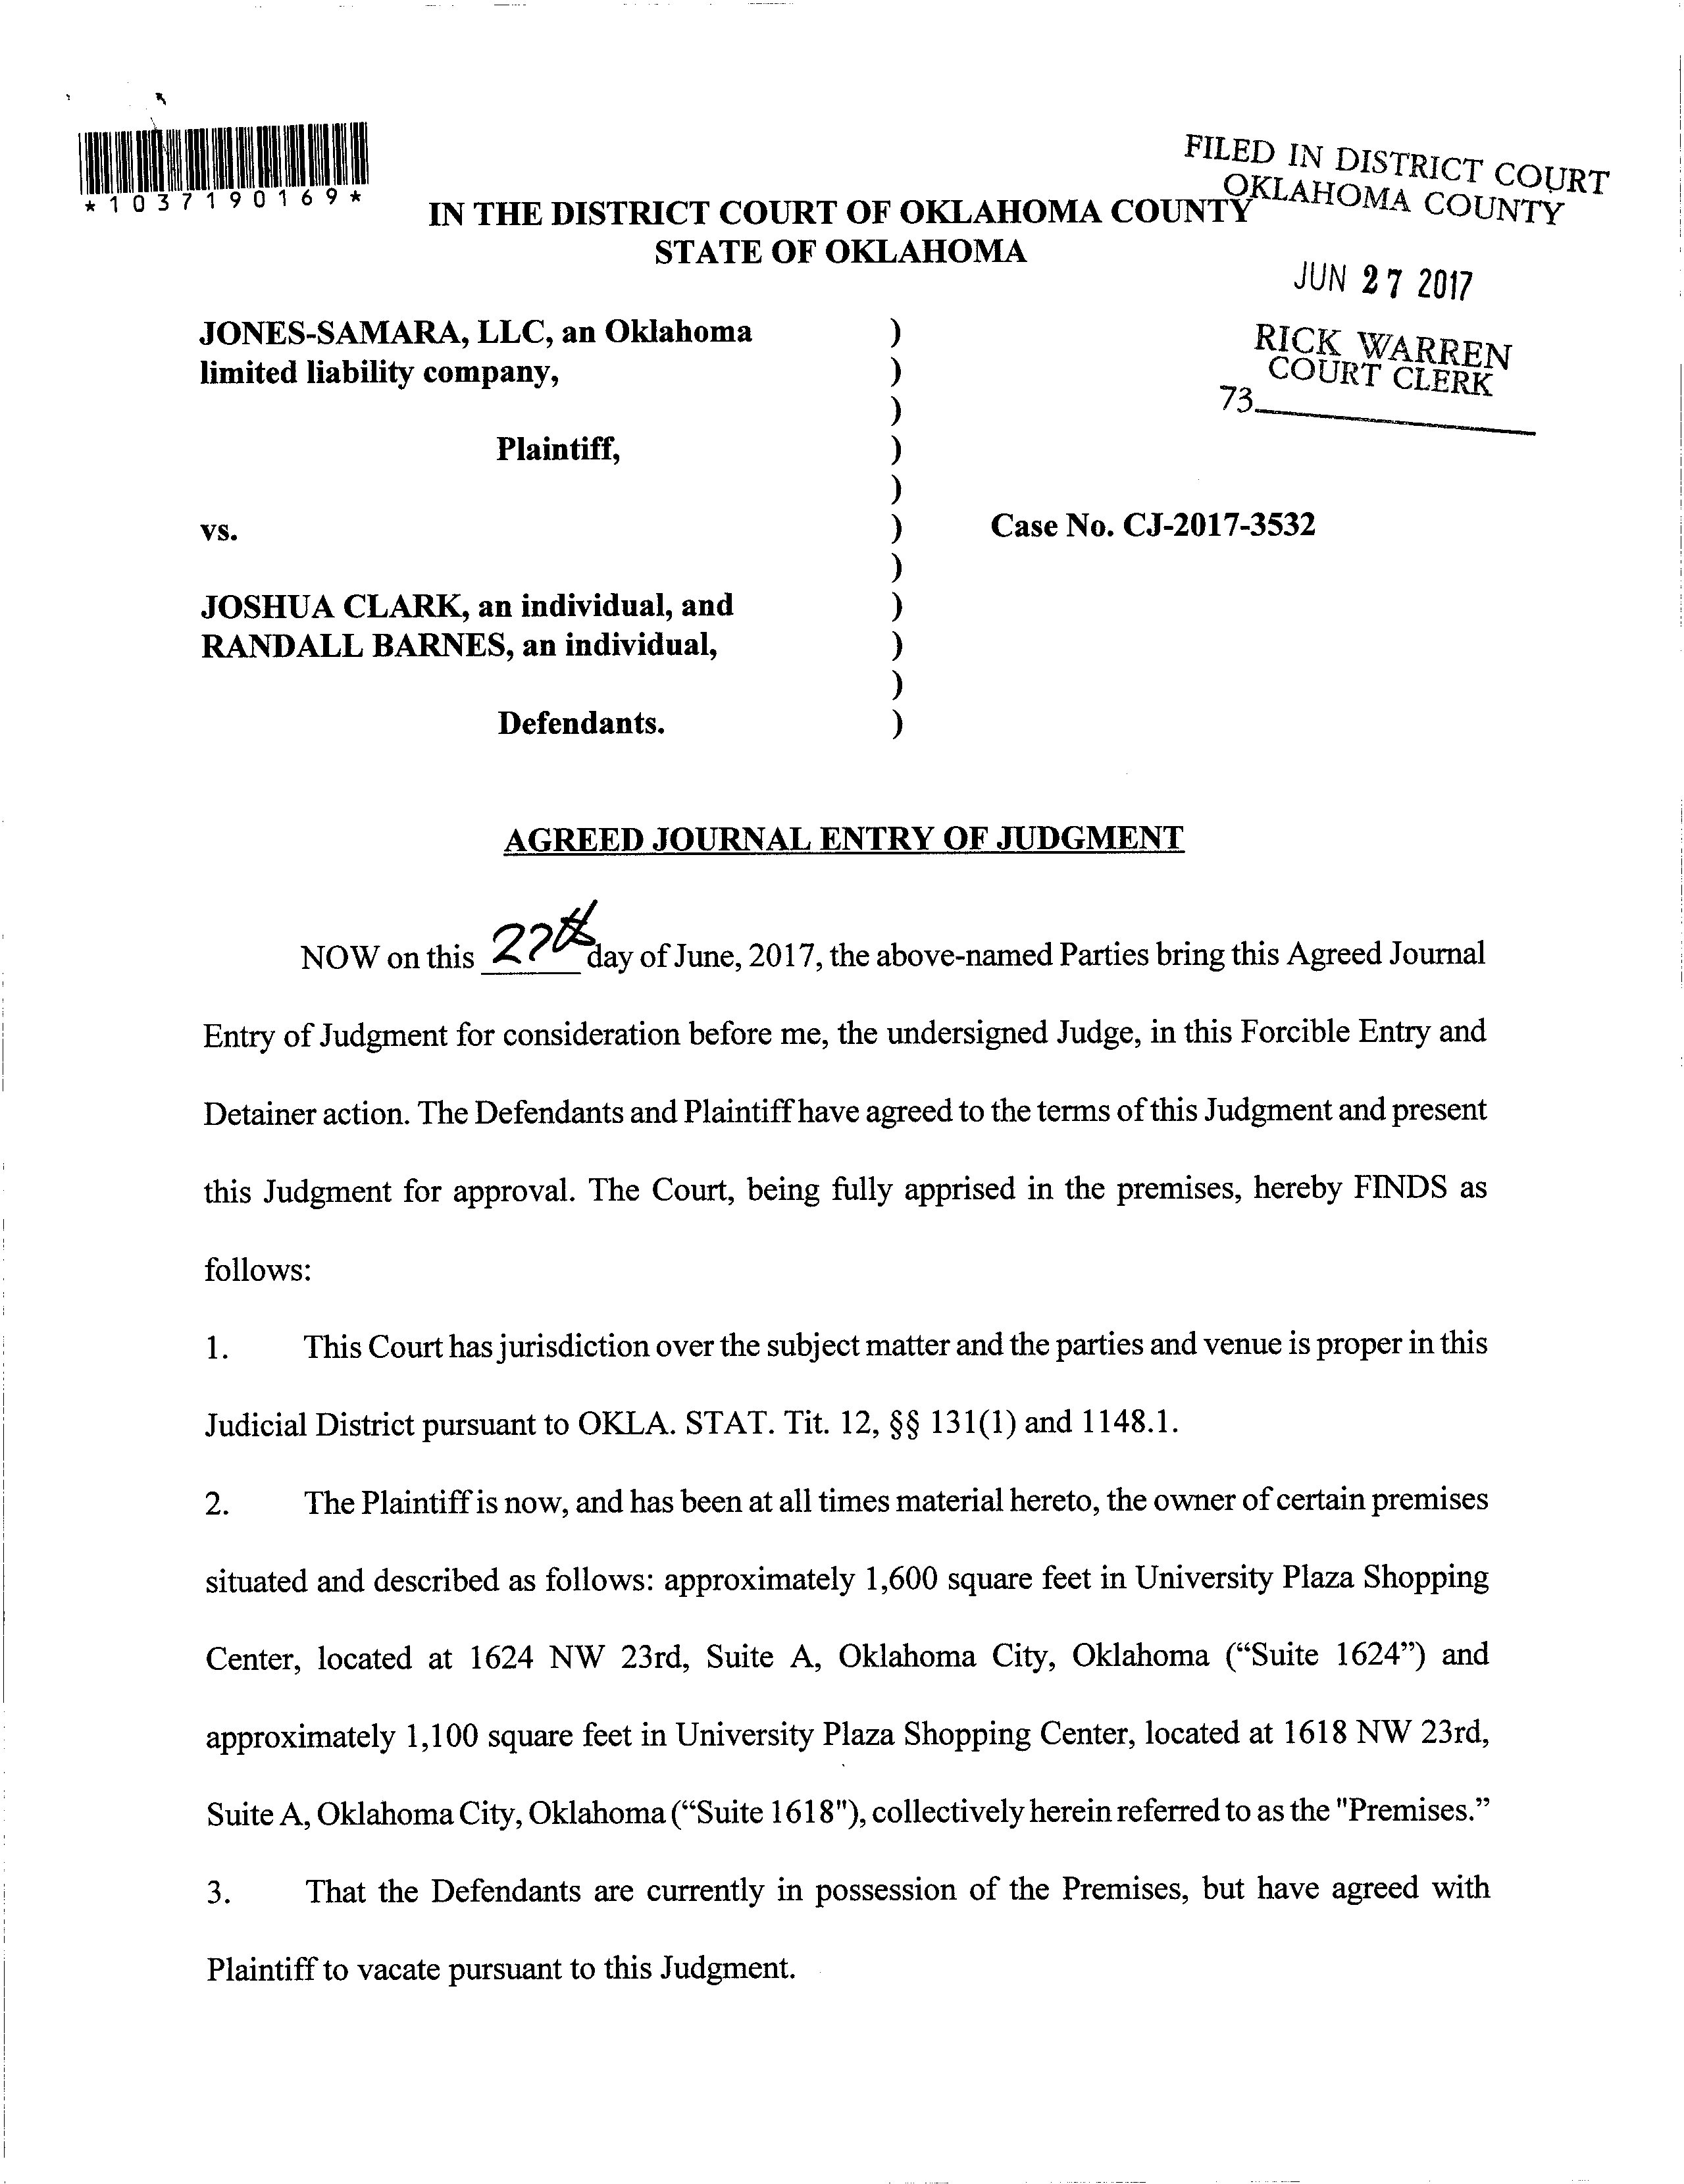 *1037190169*
FILED IN DISTRICT COURT
OKLAHOMA COUNTY
IN THE DISTRICT COURT OF OKLAHOMA COUNTY
STATE OF OKLAHOMA
JUN 27 2017
RICK WARREN
COURT CLERK
73
JONES-SAMARA, LLC, an Oklahoma )
limited liability company, )
)
Plaintiff, )
)
vs. ) Case No. CJ-2017-3532
)
JOSHUA CLARK, an individual, and )
RANDALL BARNES, an individual, )
)
Defendants. )
AGREED JOURNAL ENTRY OF JUDGMENT
NOW on this 27th day of June, 2017, the above-named Parties bring this Agreed Journal
Entry of Judgment for consideration before me, the undersigned Judge, in this Forcible Entry and
Detainer action. The Defendants and Plaintiff have agreed to the terms of this Judgment and present
this Judgment for approval. The Court, being fully apprised in the premises, hereby FINDS as
follows:
1. This Court has jurisdiction over the subject matter and the parties and venue is proper in this
Judicial District pursuant to OKLA. STAT. Tit. 12, §§ 131(1) and 1148.1.
2. The Plaintiff is now, and has been at all times material hereto, the owner of certain premises
situated and described as follows: approximately 1,600 square feet in University Plaza Shopping
Center, located at 1624 NW 23rd, Suite A, Oklahoma City, Oklahoma (“Suite 1624”) and
approximately 1,100 square feet in University Plaza Shopping Center, located at 1618 NW 23rd,
Suite A, Oklahoma City, Oklahoma (“Suite 1618"), collectively herein referred to as the "Premises.”
3. That the Defendants are currently in possession of the Premises, but have agreed with
Plaintiff to vacate pursuant to this Judgment.